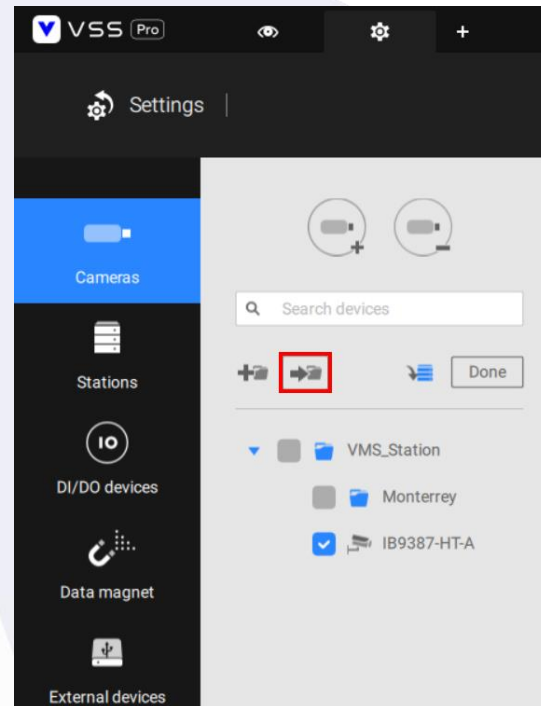 VSS Pro
+
Settings
Cameras
Search devices
Stations
Done
IO
DI/DO devices
VMS_Station
Monterrey
IB9387-HT-A
Data magnet
External devices